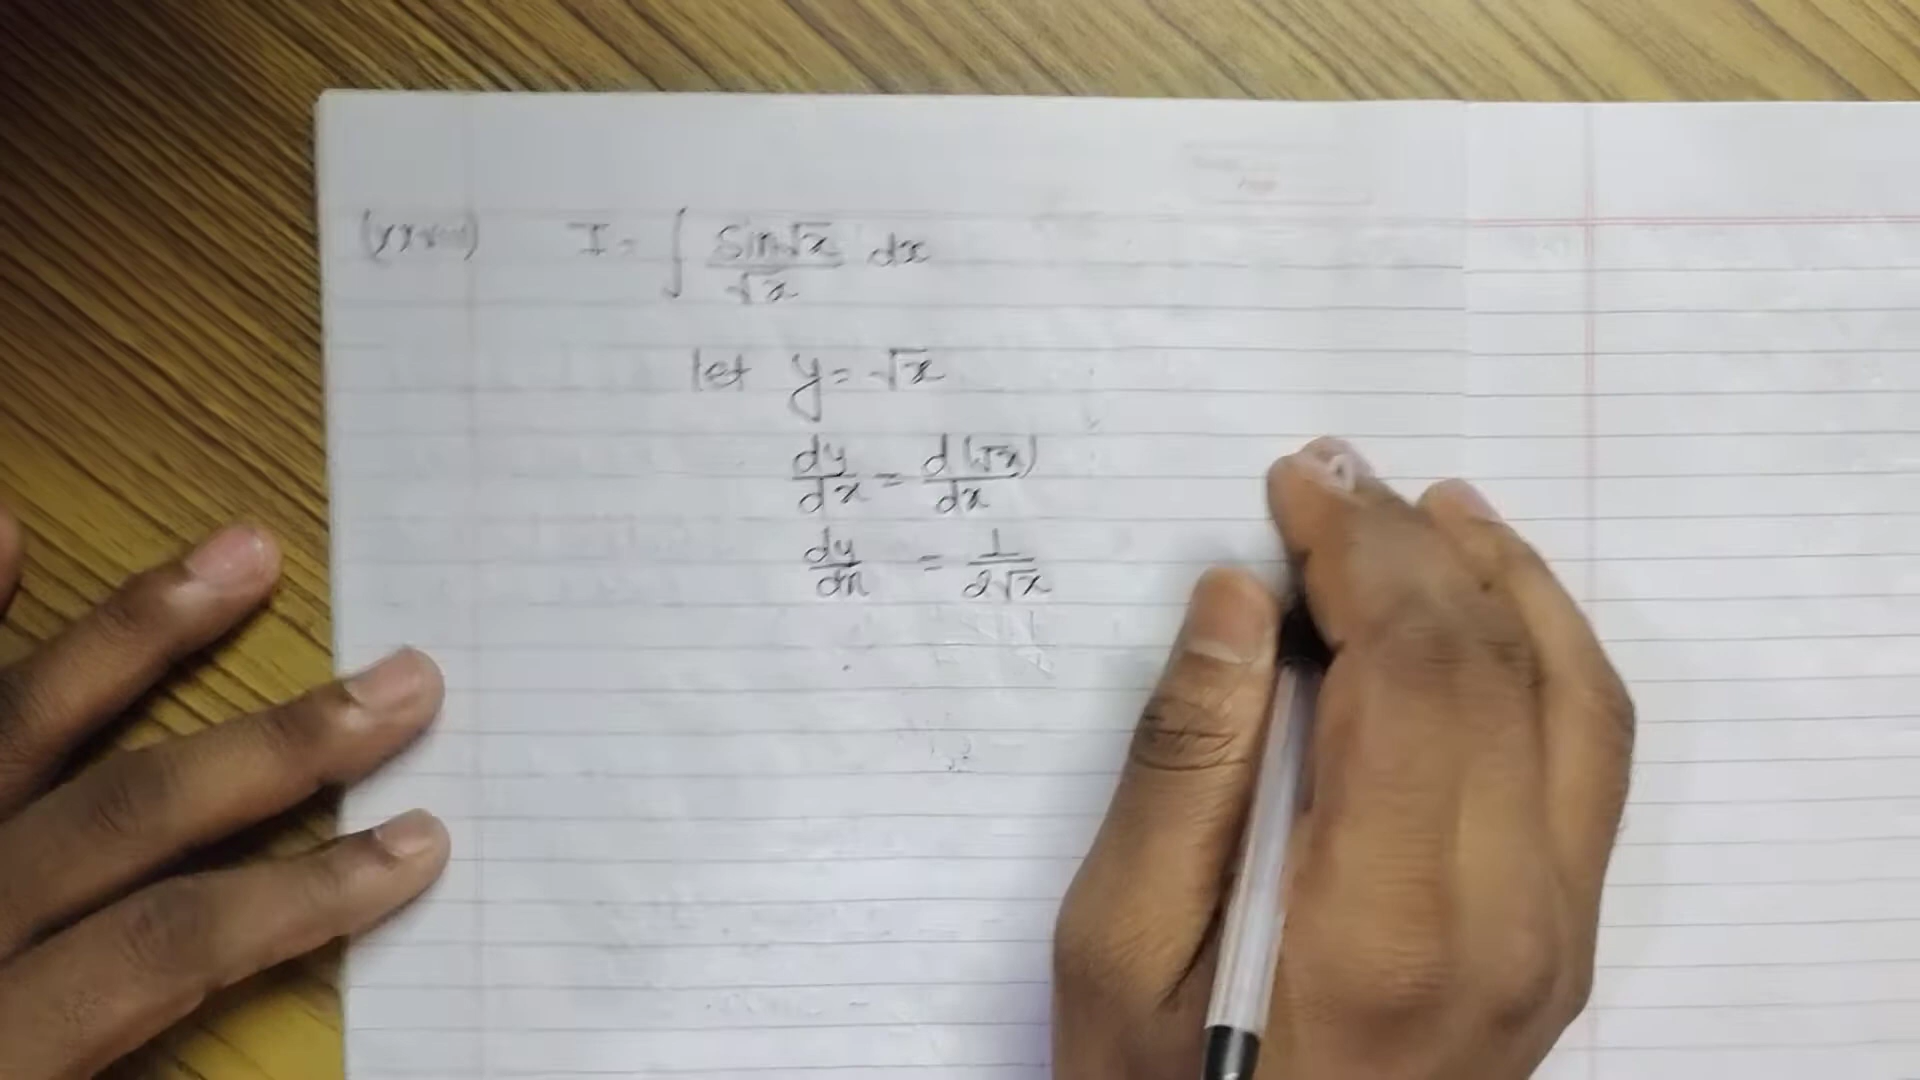 I = ∫ Sin√x / √x dx
let y = √x
dy/dx = d(√x)/dx
dy/dx = 1/2√x